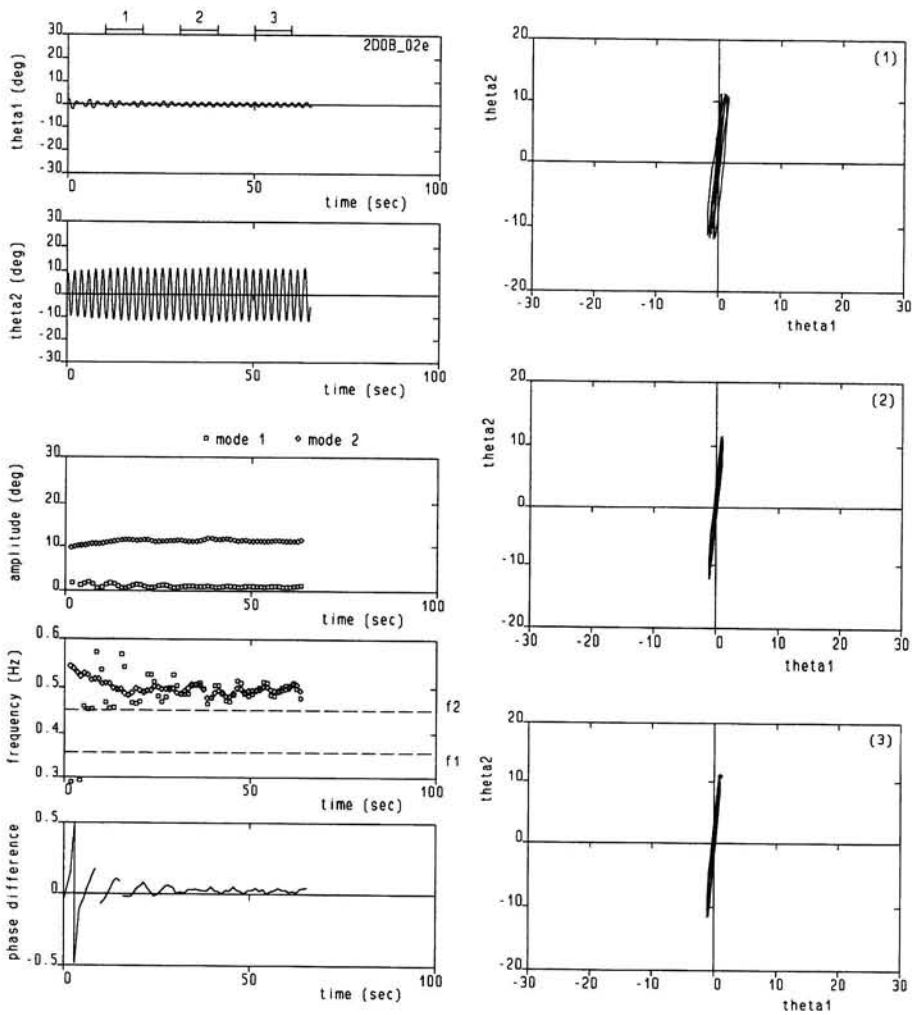 1 2 3
2DOB_02e
theta1 (deg)
30
20
10
0
-10
-20
-30
0 50 100
time (sec)
theta2 (deg)
30
20
10
0
-10
-20
-30
0 50 100
time (sec)
mode 1 mode 2
amplitude (deg)
30
20
10
0
0 50 100
time (sec)
frequency (Hz)
0.6
0.5
0.4
0.3
f2
f1
0 50 100
time (sec)
phase difference
0.5
0
-0.5
0 50 100
time (sec)
(1)
theta2
20
10
0
-10
-20
-30 -20 -10 0 10 20 30
theta1
(2)
theta2
20
10
0
-10
-20
-30 -20 -10 0 10 20 30
theta1
(3)
theta2
20
10
0
-10
-20
-30 -20 -10 0 10 20 30
theta1